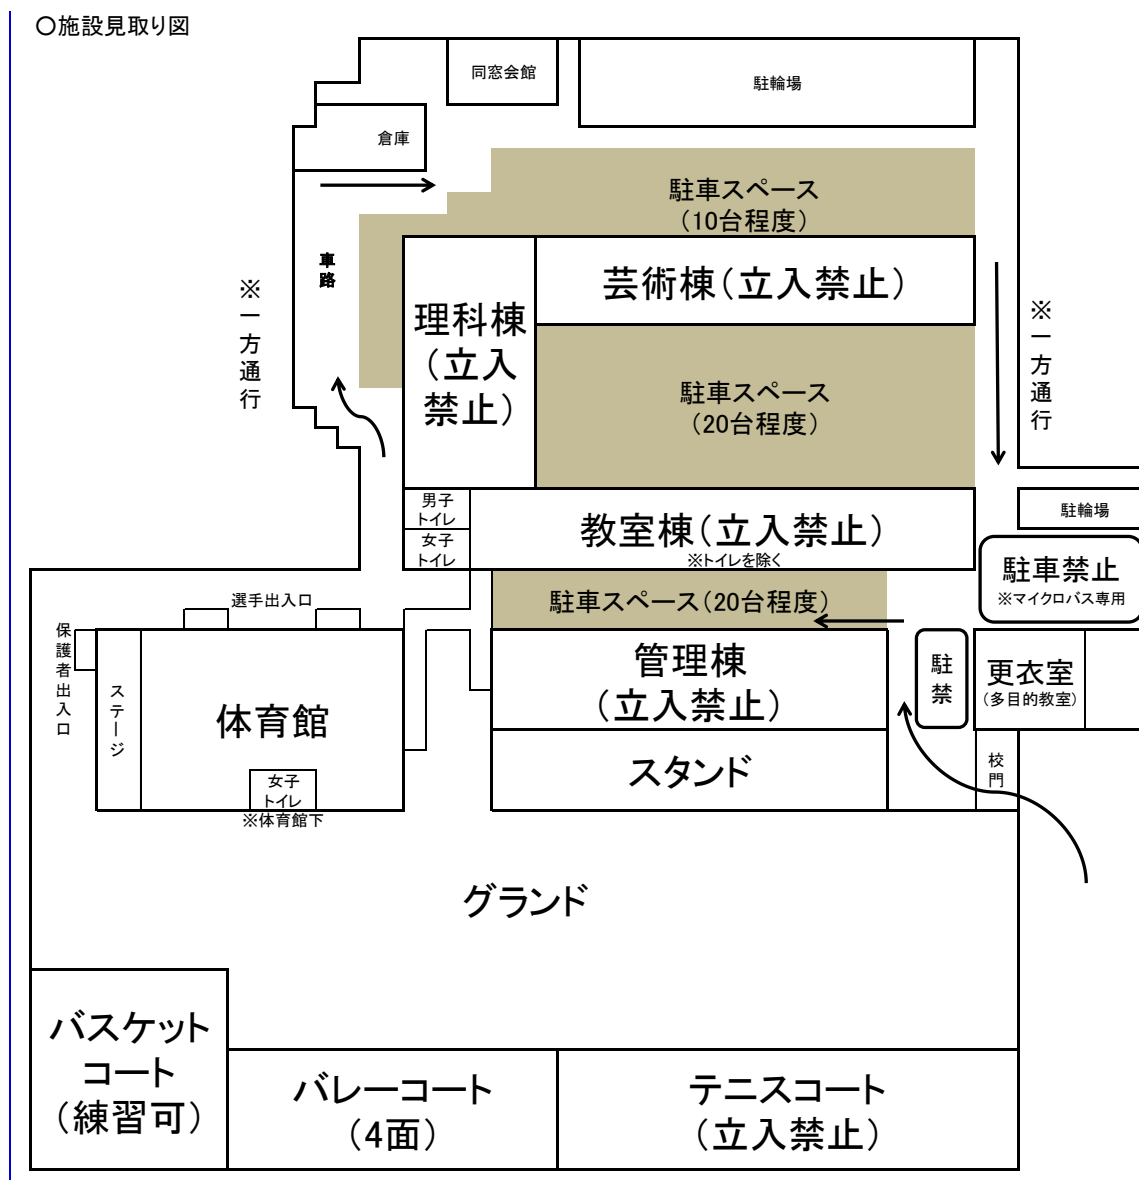 ○施設見取り図
同窓会館
駐輪場
倉庫
駐車スペース
（10台程度）
車路
芸術棟（立入禁止）
理科棟
（立入
禁止）
※一方通行
※一方通行
駐車スペース
（20台程度）
男子
トイレ
女子
トイレ
教室棟（立入禁止）
※トイレを除く
駐輪場
駐車禁止
※マイクロバス専用
選手出入口
駐車スペース（20台程度）
保護者出入口
ステージ
体育館
管理棟
（立入禁止）
駐禁
更衣室
（多目的教室）
スタンド
校門
女子
トイレ
※体育館下
グランド
バスケット
コート
（練習可）
バレーコート
（4面）
テニスコート
（立入禁止）